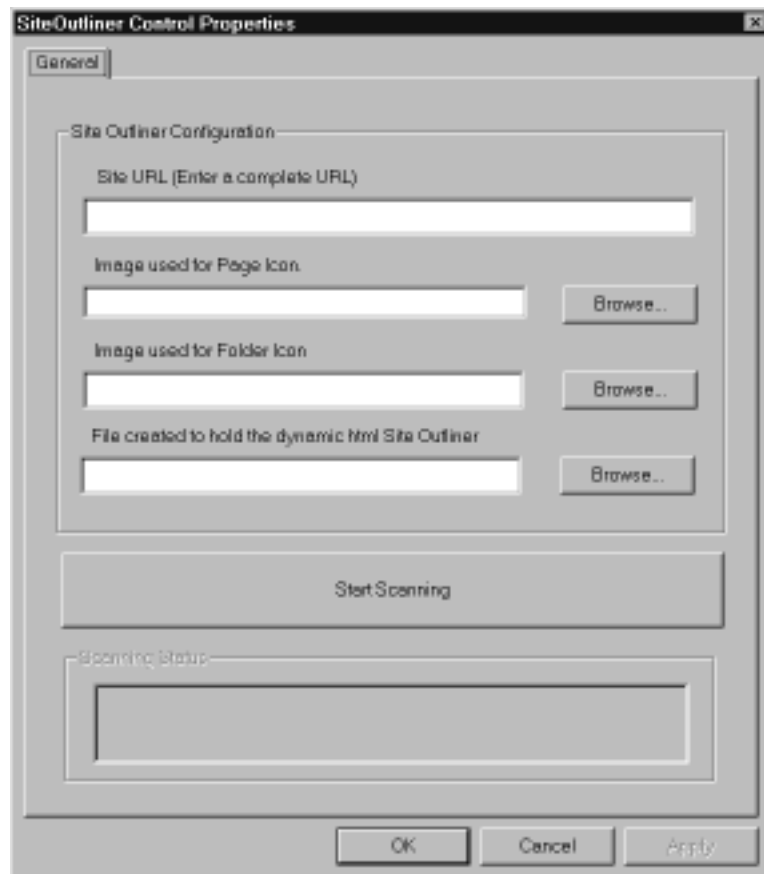 SiteOutliner Control Properties
General
Site Outliner Configuration
Site URL (Enter a complete URL)
Image used for Page Icon.
Browse...
Image used for Folder Icon
Browse...
File created to hold the dynamic html Site Outliner
Browse...
Start Scanning
Scanning Status
OK
Cancel
Apply